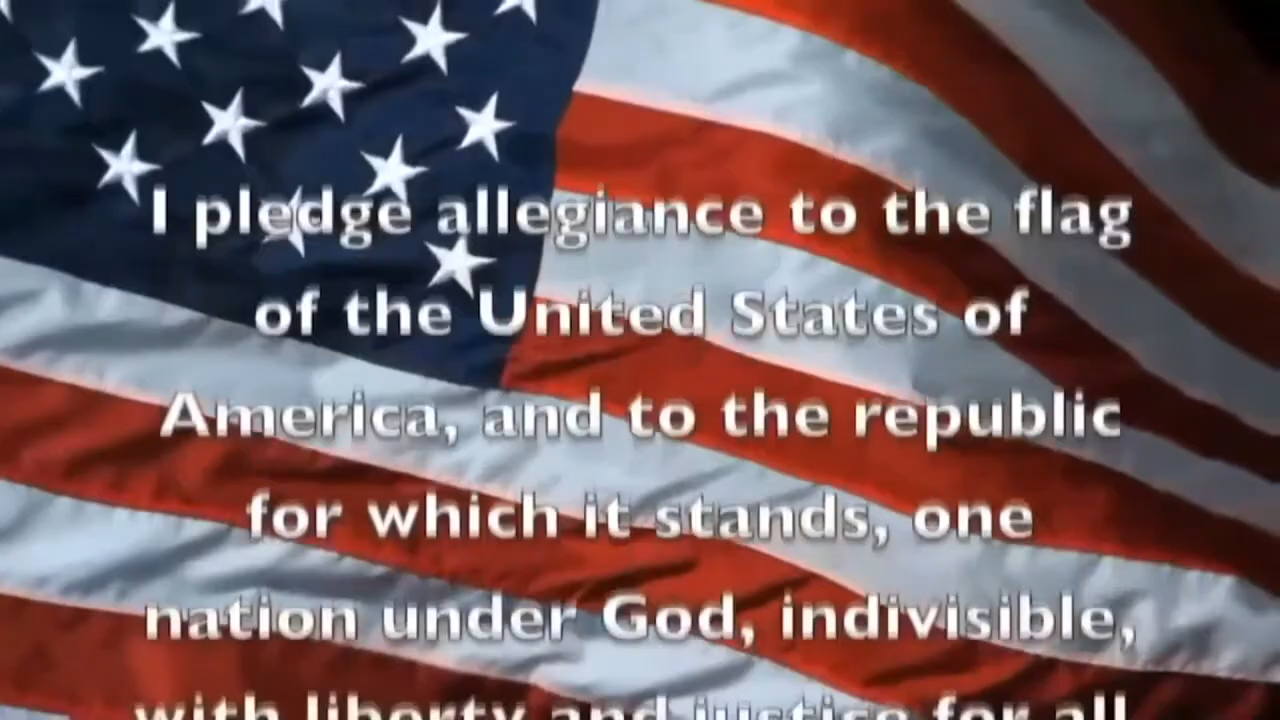 I pledge allegiance to the flag
of the United States of
America, and to the republic
for which it stands, one
nation under God, indivisible,
with liberty and justice for all